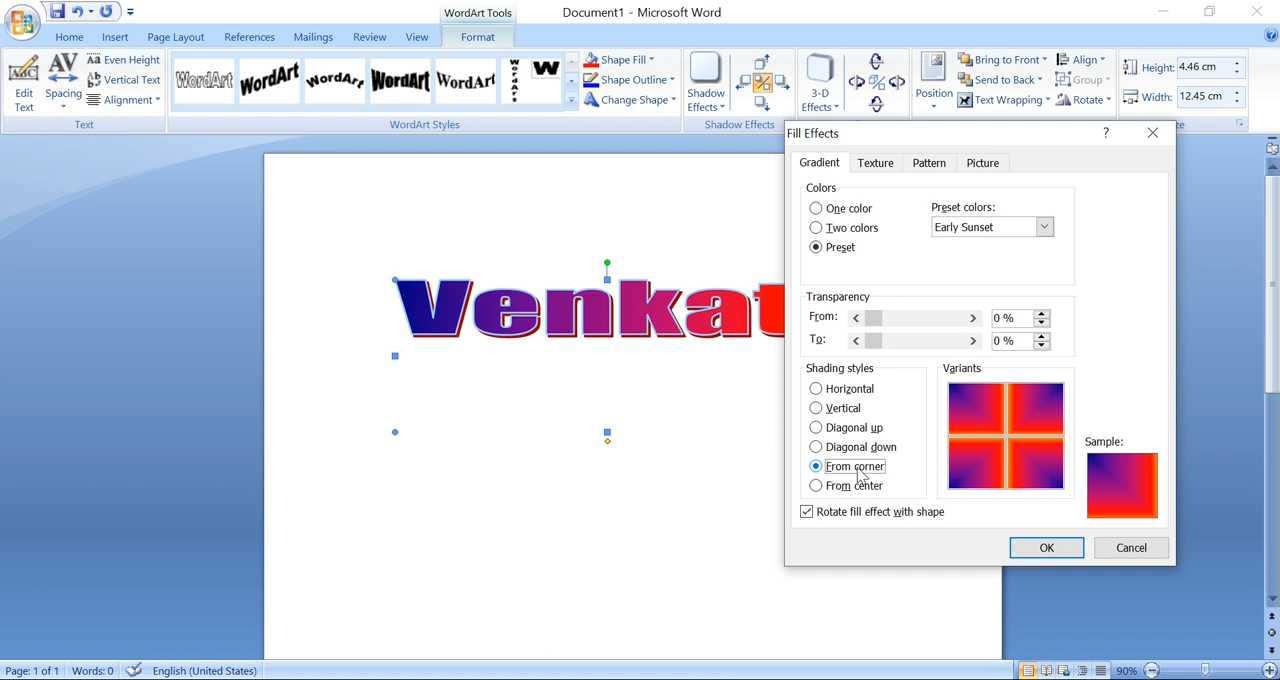 WordArt Tools Document1 - Microsoft Word
Home Insert Page Layout References Mailings Review View Format
Edit Text
Spacing
Even Height
Vertical Text
Alignment
Text
WordArt WordArt WordArt WordArt WordArt WordArt W
WordArt Styles
Shape Fill
Shape Outline
Change Shape
Shadow Effects
Shadow Effects
3-D Effects
Position
Bring to Front
Send to Back
Text Wrapping
Align
Group
Rotate
Height: 4.46 cm
Width: 12.45 cm
ze
Fill Effects ?
Gradient Texture Pattern Picture
Colors
One color
Two colors
Preset
Preset colors:
Early Sunset
Transparency
From: 0 %
To: 0 %
Shading styles
Horizontal
Vertical
Diagonal up
Diagonal down
From corner
From center
Variants
Sample:
Rotate fill effect with shape
OK Cancel
Venkat
Page: 1 of 1 Words: 0 English (United States) 90%